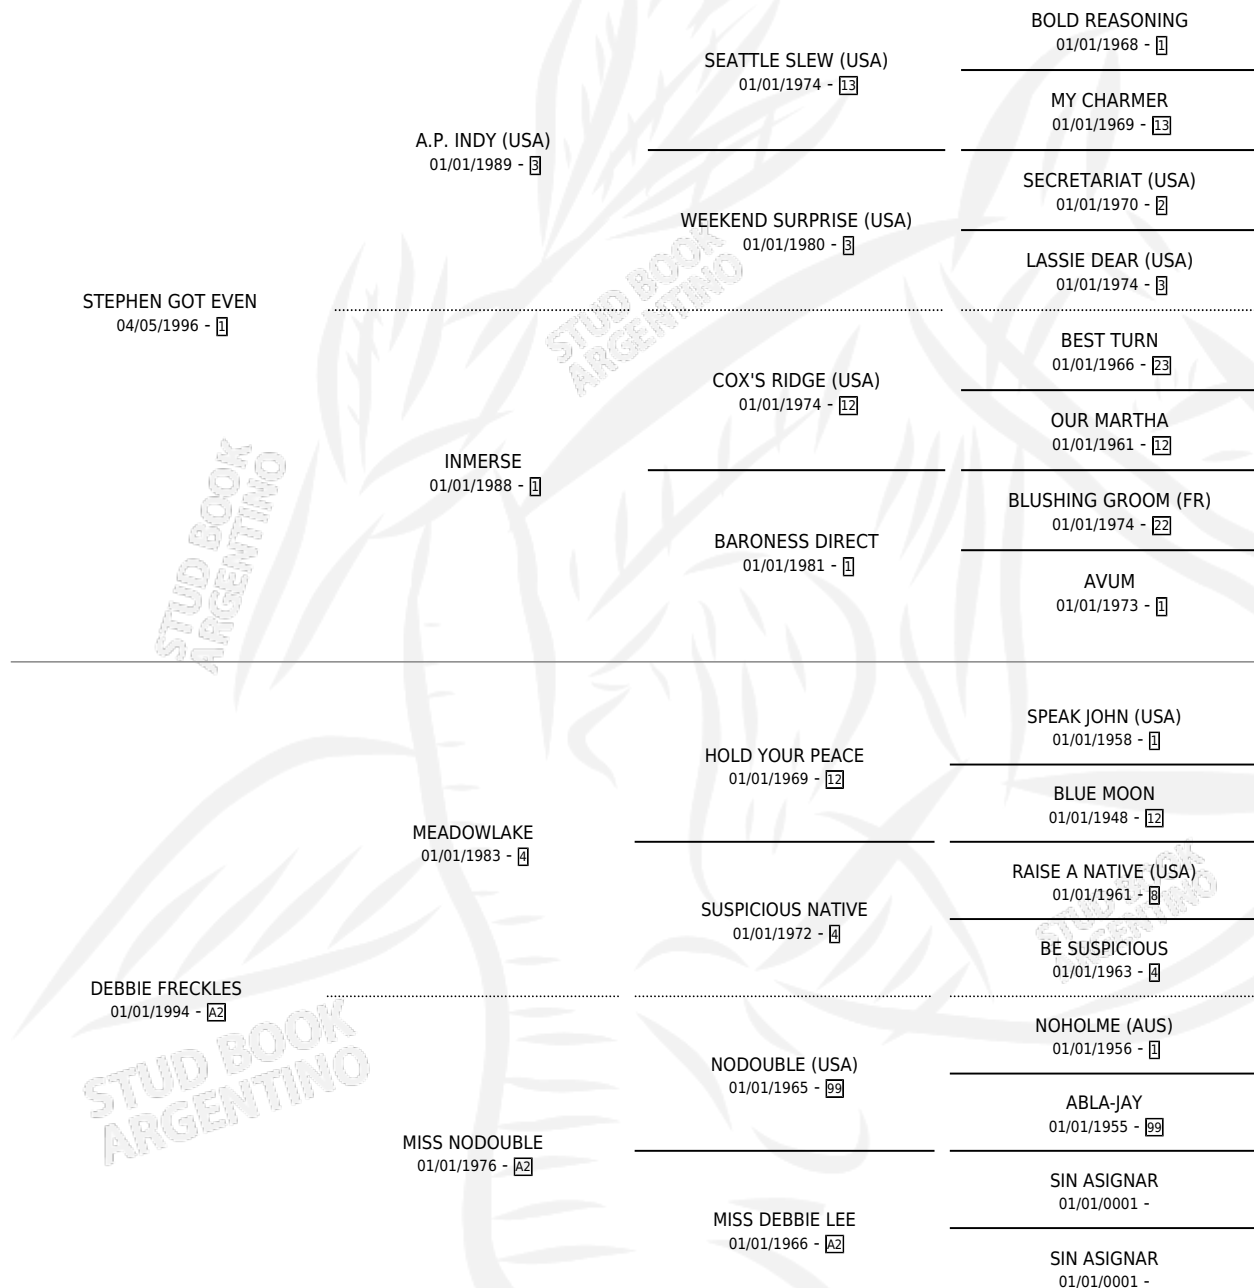 BOLD REASONING
01/01/1968 - 1
SEATTLE SLEW (USA)
01/01/1974 - 13
MY CHARMER
01/01/1969 - 13
A.P. INDY (USA)
01/01/1989 - 3
SECRETARIAT (USA)
01/01/1970 - 2
WEEKEND SURPRISE (USA)
01/01/1980 - 3
LASSIE DEAR (USA)
01/01/1974 - 3
STEPHEN GOT EVEN
04/05/1996 - 1
BEST TURN
01/01/1966 - 23
COX'S RIDGE (USA)
01/01/1974 - 12
OUR MARTHA
01/01/1961 - 12
INMERSE
01/01/1988 - 1
BLUSHING GROOM (FR)
01/01/1974 - 22
BARONESS DIRECT
01/01/1981 - 1
AVUM
01/01/1973 - 1
SPEAK JOHN (USA)
01/01/1958 - 1
HOLD YOUR PEACE
01/01/1969 - 12
BLUE MOON
01/01/1948 - 12
MEADOWLAKE
01/01/1983 - 4
RAISE A NATIVE (USA)
01/01/1961 - 8
SUSPICIOUS NATIVE
01/01/1972 - 4
BE SUSPICIOUS
01/01/1963 - 4
DEBBIE FRECKLES
01/01/1994 - A2
NOHOLME (AUS)
01/01/1956 - 1
NODOUBLE (USA)
01/01/1965 - 99
ABLA-JAY
01/01/1955 - 99
MISS NODOUBLE
01/01/1976 - A2
SIN ASIGNAR
01/01/0001 -
MISS DEBBIE LEE
01/01/1966 - A2
SIN ASIGNAR
01/01/0001 -
STUD BOOK
ARGENTINO
STUD BOOK
ARGENTINO
STUD BOOK
ARGENTINO
STUD BOOK
ARGENTINO